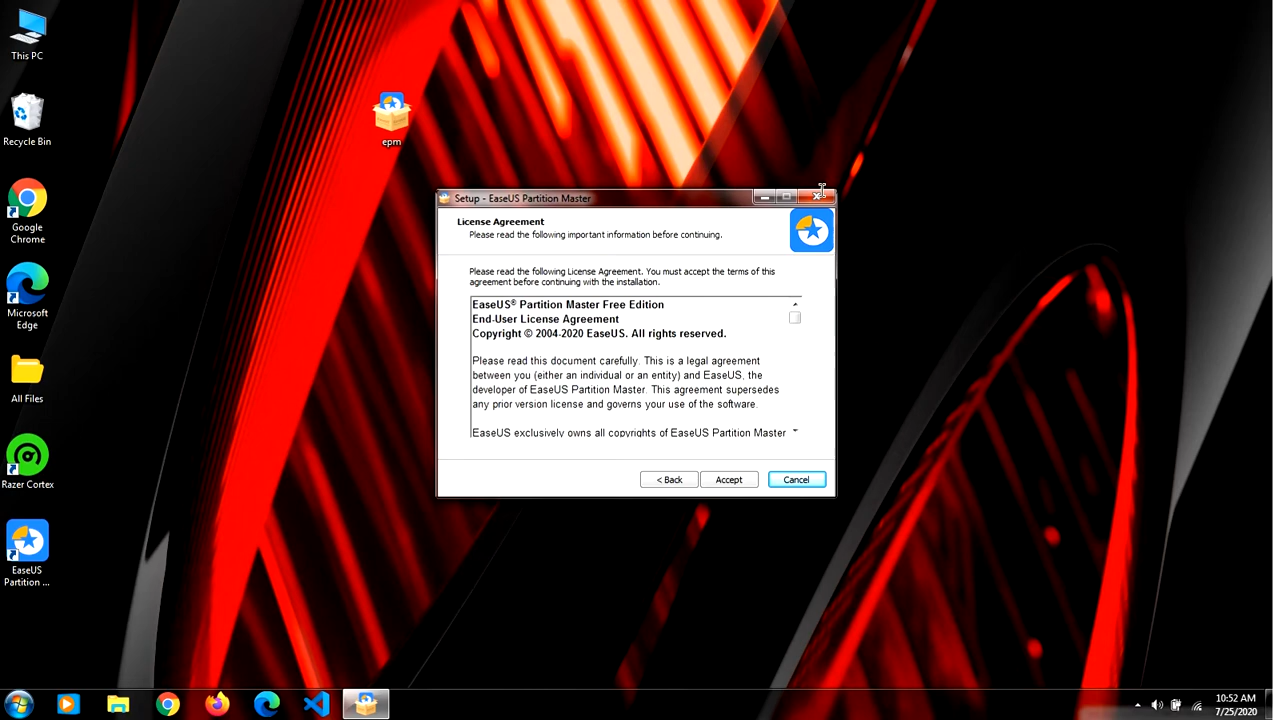 This PC
Recycle Bin
Google
Chrome
Microsoft
Edge
All Files
Razer Cortex
EaseUS
Partition ...
epm
Setup - EaseUS Partition Master
License Agreement
Please read the following important information before continuing.
Please read the following License Agreement. You must accept the terms of this
agreement before continuing with the installation.
EaseUS® Partition Master Free Edition
End-User License Agreement
Copyright © 2004-2020 EaseUS. All rights reserved.
Please read this document carefully. This is a legal agreement
between you (either an individual or an entity) and EaseUS, the
developer of EaseUS Partition Master. This agreement supersedes
any prior version license and governs your use of the software.
EaseUS exclusively owns all copyrights of EaseUS Partition Master
< Back
Accept
Cancel
10:52 AM
7/25/2020